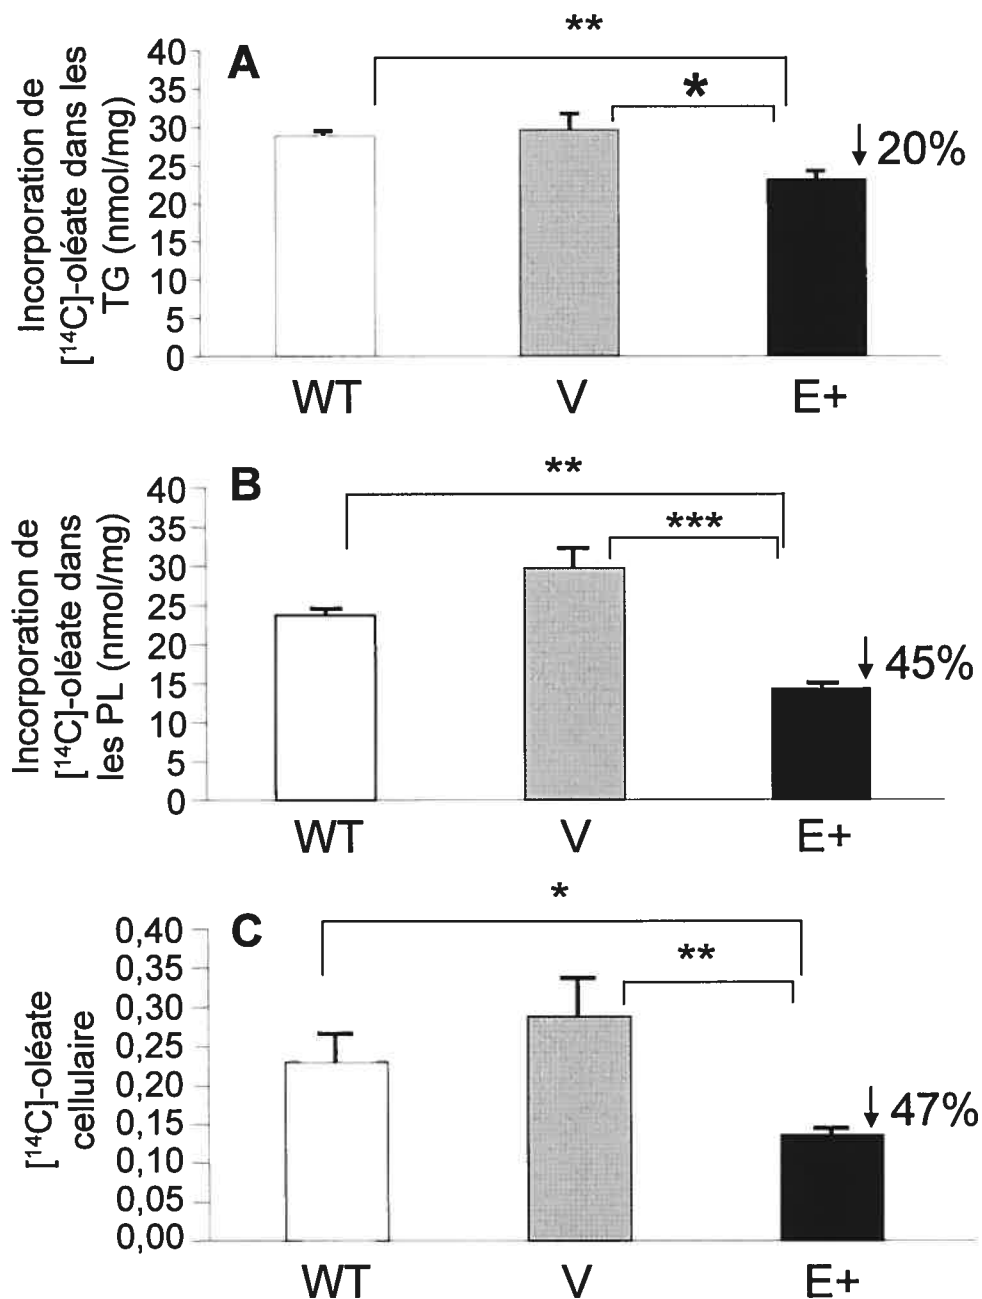 **
A
*
↓ 20%
40
35
30
25
20
15
10
5
0
Incorporation de
[¹⁴C]-oléate dans les
TG (nmol/mg)
WT V E+
**
B
***
↓ 45%
40
35
30
25
20
15
10
5
0
Incorporation de
[¹⁴C]-oléate dans
les PL (nmol/mg)
WT V E+
*
C
**
↓ 47%
0,40
0,35
0,30
0,25
0,20
0,15
0,10
0,05
0,00
[¹⁴C]-oléate
cellulaire
WT V E+